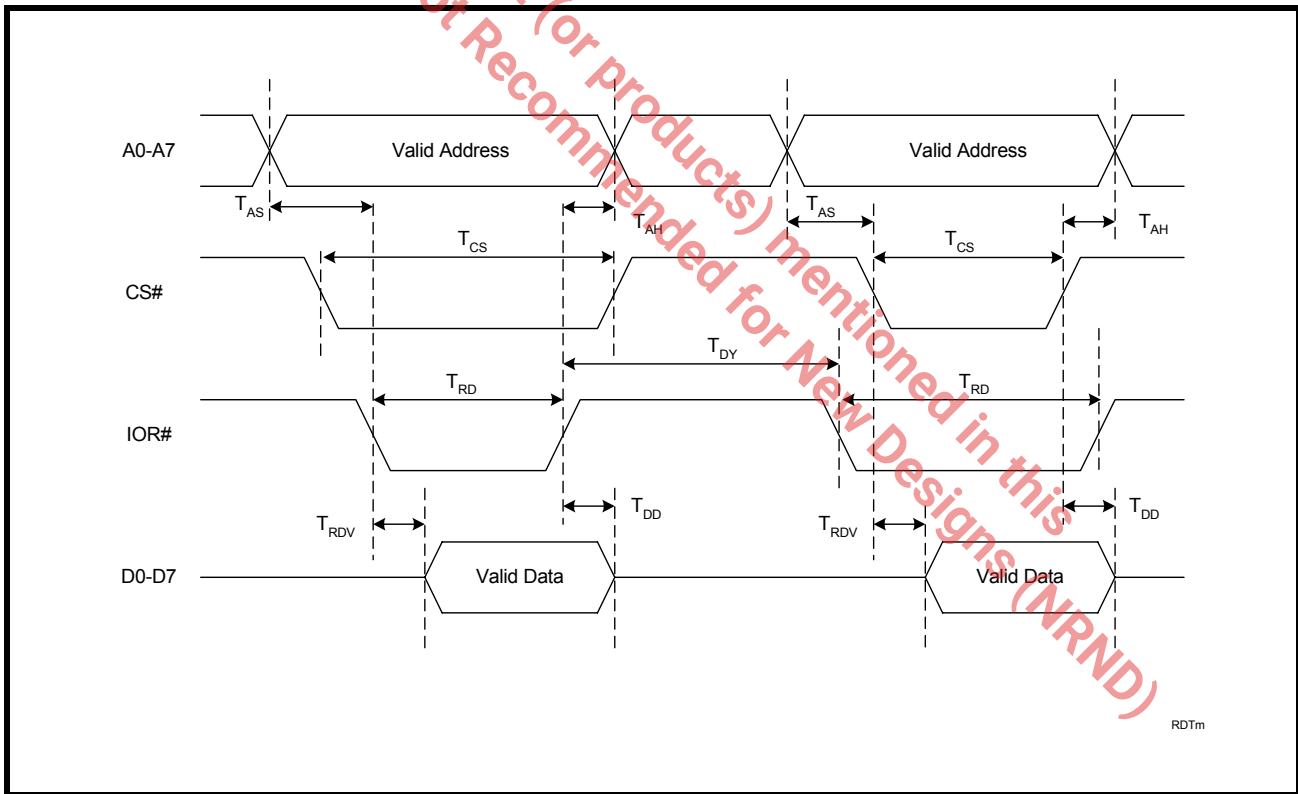 (or products) mentioned in this
ot Recommended for New Designs (NRND)
A0-A7
Valid Address
Valid Address
TAS
TAH
TAS
TAH
TCS
TCS
CS#
TDY
TRD
TRD
IOR#
TRDV
TDD
TRDV
TDD
D0-D7
Valid Data
Valid Data
RDTm